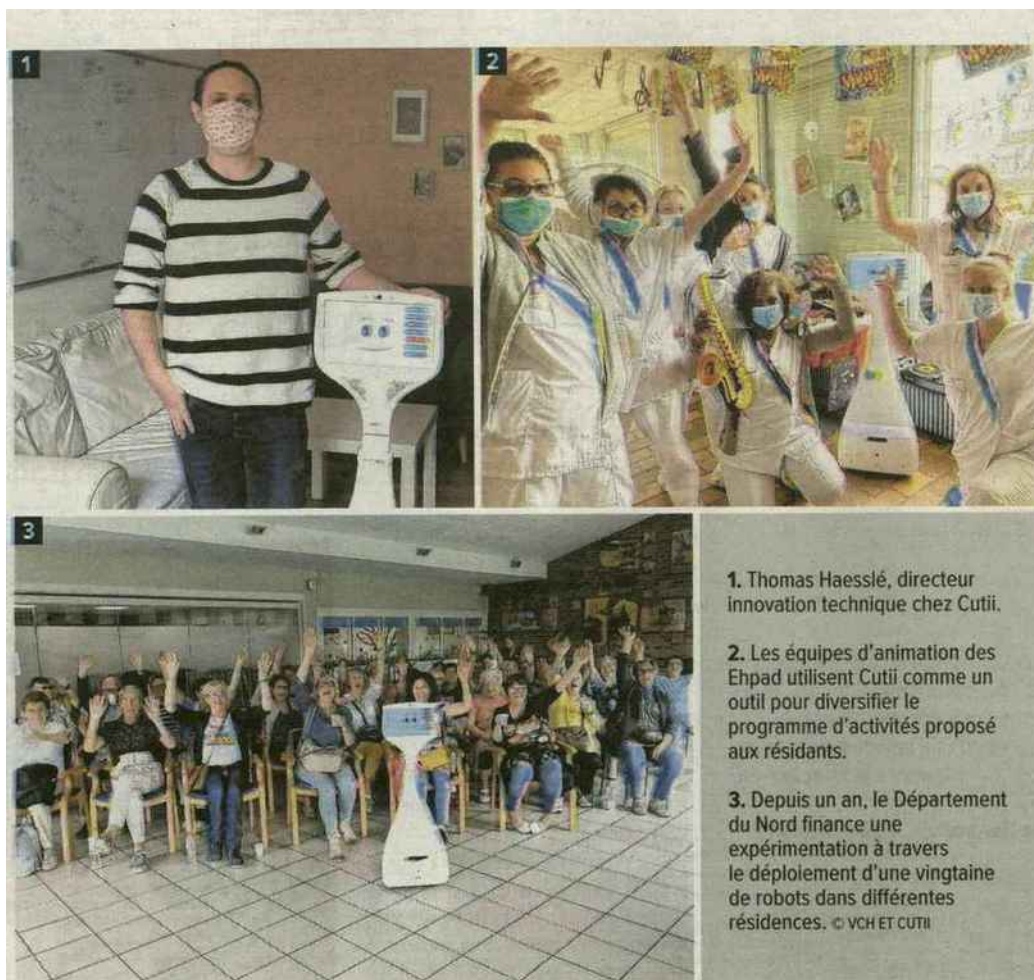 1
2
3
1. Thomas Haesslé, directeur
innovation technique chez Cutii.
2. Les équipes d'animation des
Ehpad utilisent Cutii comme un
outil pour diversifier le
programme d'activités proposé
aux résidants.
3. Depuis un an, le Département
du Nord finance une
expérimentation à travers
le déploiement d'une vingtaine
de robots dans différentes
résidences. © VCH ET CUTII